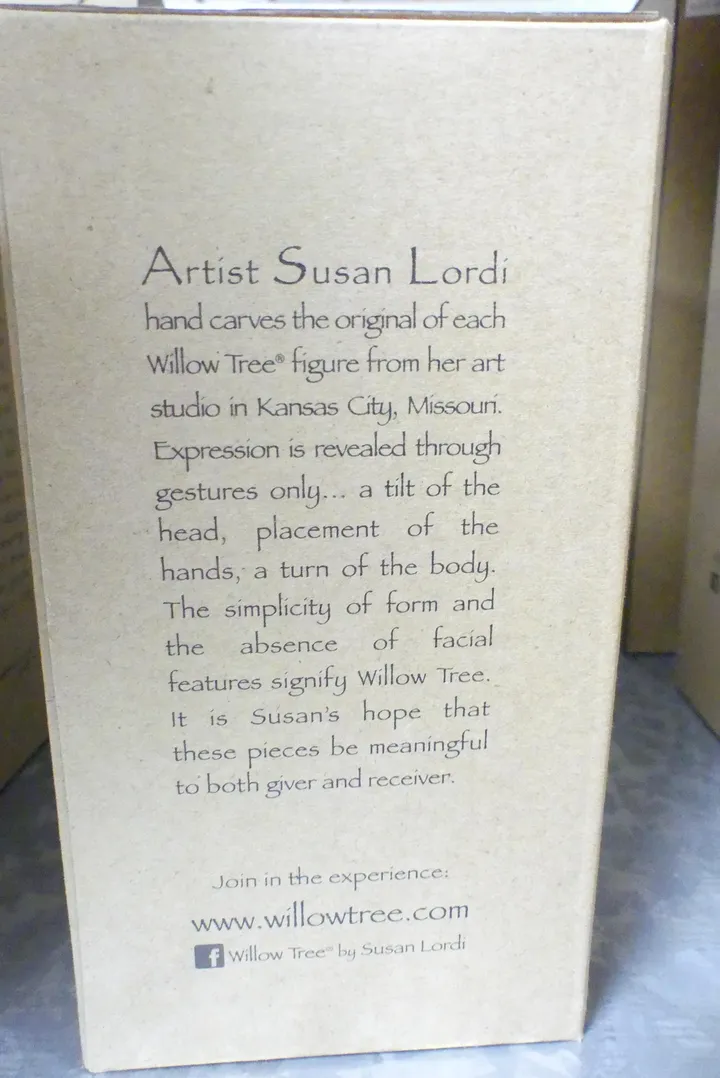 Artist Susan Lordi
hand carves the original of each
Willow Tree® figure from her art
studio in Kansas City, Missouri.
Expression is revealed through
gestures only... a tilt of the
head, placement of the
hands, a turn of the body.
The simplicity of form and
the absence of facial
features signify Willow Tree.
It is Susan's hope that
these pieces be meaningful
to both giver and receiver.
Join in the experience:
www.willowtree.com
f Willow Tree® by Susan Lordi